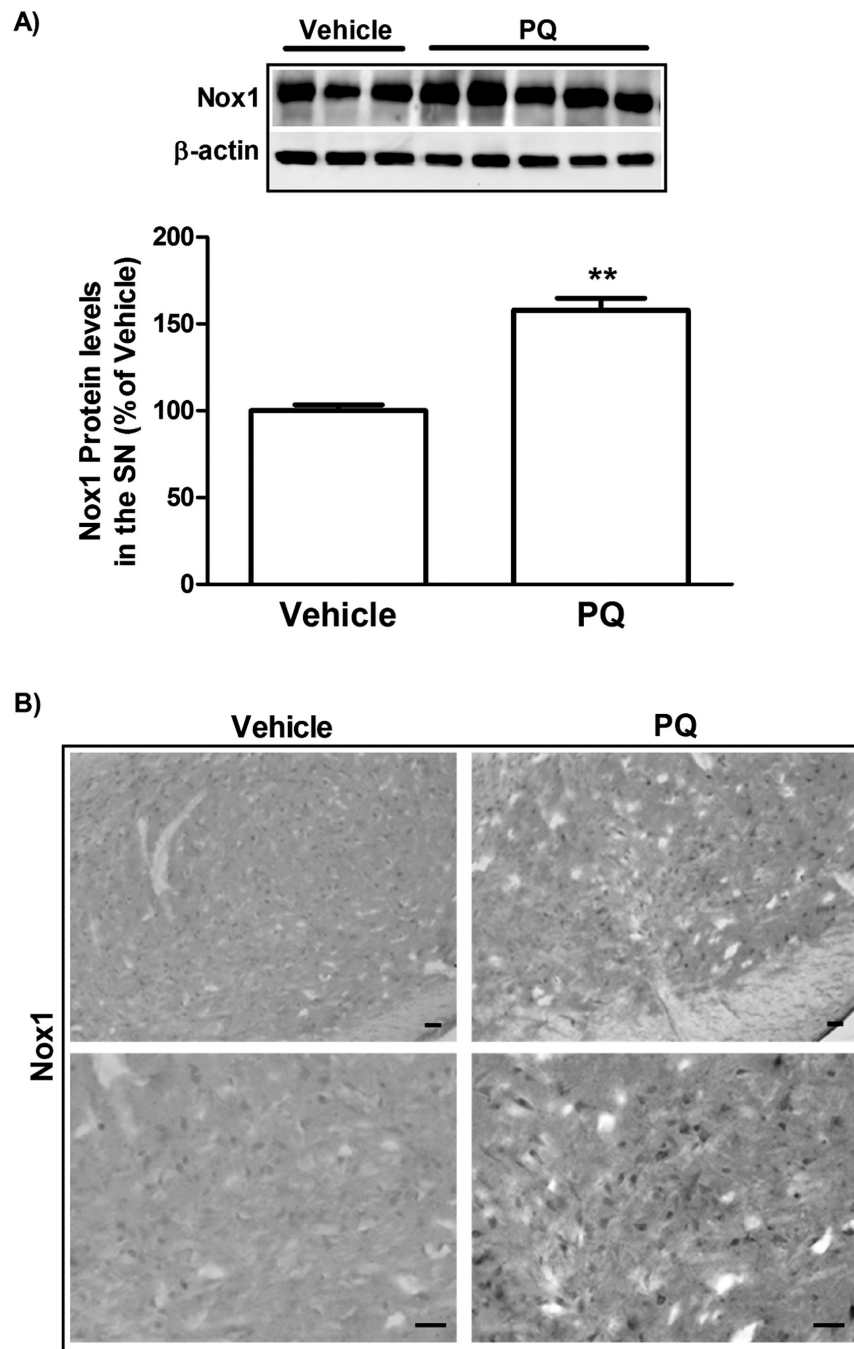 A)
Vehicle PQ
Nox1
β-actin
Nox1 Protein levels
in the SN (% of Vehicle)
200
150
100
50
0
**
Vehicle PQ
B)
Vehicle PQ
Nox1